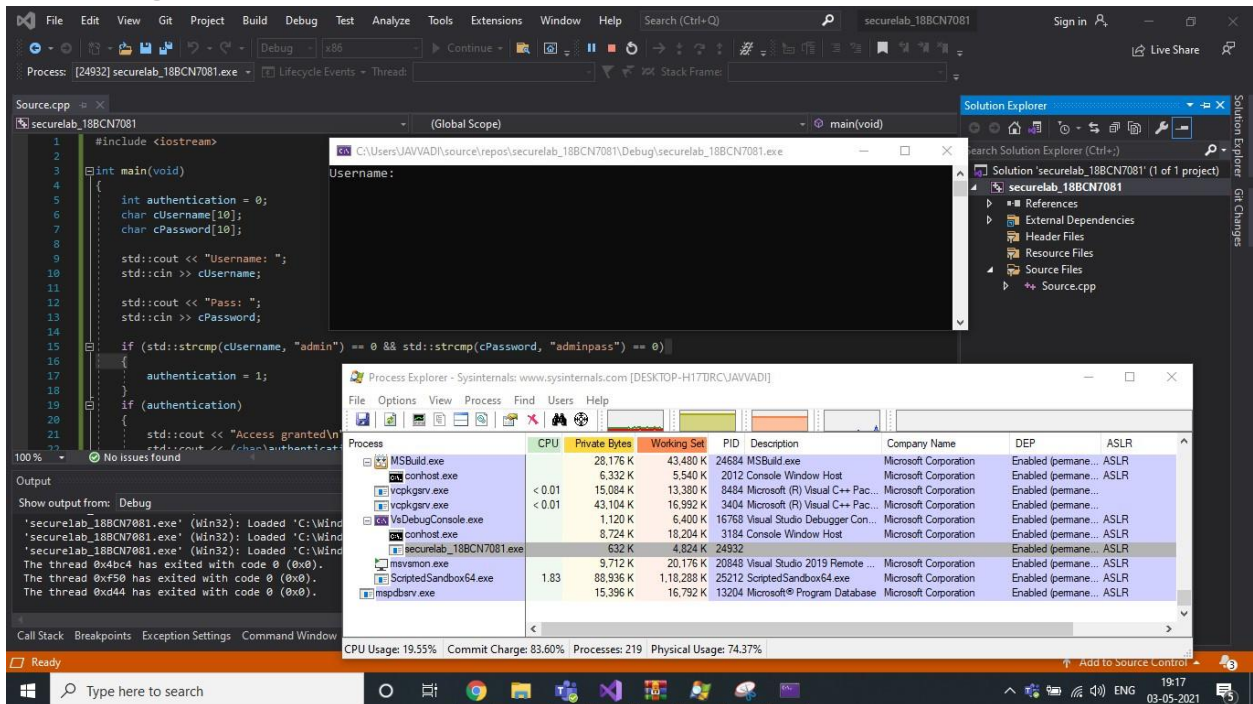 File Edit View Git Project Build Debug Test Analyze Tools Extensions Window Help Search (Ctrl+Q) securelab_18BCN7081 Sign in
Debug x86 Continue Live Share
Process: [24932] securelab_18BCN7081.exe Lifecycle Events Thread: Stack Frame:
Source.cpp
securelab_18BCN7081 (Global Scope) main(void)
1 #include <iostream>
2
3 int main(void)
4 {
5 int authentication = 0;
6 char cUsername[10];
7 char cPassword[10];
8
9 std::cout << "Username: ";
10 std::cin >> cUsername;
11
12 std::cout << "Pass: ";
13 std::cin >> cPassword;
14
15 if (std::strcmp(cUsername, "admin") == 0 && std::strcmp(cPassword, "adminpass") == 0)
16 {
17 authentication = 1;
18 }
19 if (authentication)
20 {
21 std::cout << "Access granted\n"
22 std::cout << (char)authenticati
100 % No issues found
C:\Users\JAVVADI\source\repos\securelab_18BCN7081\Debug\securelab_18BCN7081.exe
Username:
Solution Explorer
Search Solution Explorer (Ctrl+;)
Solution 'securelab_18BCN7081' (1 of 1 project)
securelab_18BCN7081
References
External Dependencies
Header Files
Resource Files
Source Files
Source.cpp
Solution Explorer
Git Changes
Output
Show output from: Debug
'securelab_18BCN7081.exe' (Win32): Loaded 'C:\Wind
'securelab_18BCN7081.exe' (Win32): Loaded 'C:\Wind
'securelab_18BCN7081.exe' (Win32): Loaded 'C:\Wind
The thread 0x4bc4 has exited with code 0 (0x0).
The thread 0xf50 has exited with code 0 (0x0).
The thread 0xd44 has exited with code 0 (0x0).
Call Stack Breakpoints Exception Settings Command Window
Process Explorer - Sysinternals: www.sysinternals.com [DESKTOP-H17TJRC\JAVVADI]
File Options View Process Find Users Help
Process CPU Private Bytes Working Set PID Description Company Name DEP ASLR
MSBuild.exe 28,176 K 43,480 K 24684 MSBuild.exe Microsoft Corporation Enabled (permane... ASLR
conhost.exe 6,332 K 5,540 K 2012 Console Window Host Microsoft Corporation Enabled (permane... ASLR
vcpkgsrv.exe < 0.01 15,084 K 13,380 K 8484 Microsoft (R) Visual C++ Pac... Microsoft Corporation Enabled (permane...
vcpkgsrv.exe < 0.01 43,104 K 16,992 K 3404 Microsoft (R) Visual C++ Pac... Microsoft Corporation Enabled (permane...
VsDebugConsole.exe 1,120 K 6,400 K 16768 Visual Studio Debugger Con... Microsoft Corporation Enabled (permane... ASLR
conhost.exe 8,724 K 18,204 K 3184 Console Window Host Microsoft Corporation Enabled (permane... ASLR
securelab_18BCN7081.exe 632 K 4,824 K 24932 Enabled (permane... ASLR
msvsmon.exe 9,712 K 20,176 K 20848 Visual Studio 2019 Remote ... Microsoft Corporation Enabled (permane... ASLR
ScriptedSandbox64.exe 1.83 88,936 K 1,18,288 K 25212 ScriptedSandbox64.exe Microsoft Corporation Enabled (permane... ASLR
mspdbsrv.exe 15,396 K 16,792 K 13204 Microsoft® Program Database Microsoft Corporation Enabled (permane... ASLR
CPU Usage: 19.55% Commit Charge: 83.60% Processes: 219 Physical Usage: 74.37%
Ready Add to Source Control 3
Type here to search ENG 19:17
03-05-2021 5